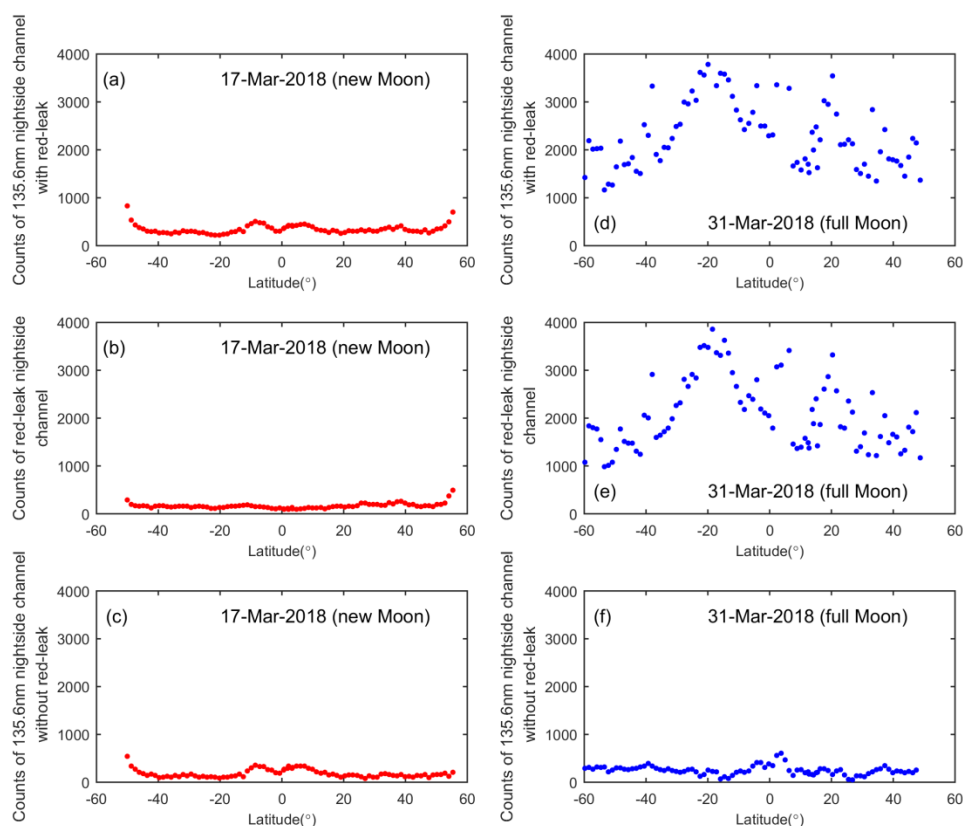 Counts of 135.6nm nightside channel
with red-leak
4000
3000
2000
1000
0
(a)
17-Mar-2018 (new Moon)
-60
-40
-20
0
20
40
60
Latitude(°)
Counts of 135.6nm nightside channel
with red-leak
4000
3000
2000
1000
0
(d)
31-Mar-2018 (full Moon)
-60
-40
-20
0
20
40
60
Latitude(°)
Counts of red-leak nightside
channel
4000
3000
2000
1000
0
(b)
17-Mar-2018 (new Moon)
-60
-40
-20
0
20
40
60
Latitude(°)
Counts of red-leak nightside
channel
4000
3000
2000
1000
0
(e)
31-Mar-2018 (full Moon)
-60
-40
-20
0
20
40
60
Latitude(°)
Counts of 135.6nm nightside channel
without red-leak
4000
3000
2000
1000
0
(c)
17-Mar-2018 (new Moon)
-60
-40
-20
0
20
40
60
Latitude(°)
Counts of 135.6nm nightside channel
without red-leak
4000
3000
2000
1000
0
(f)
31-Mar-2018 (full Moon)
-60
-40
-20
0
20
40
60
Latitude(°)